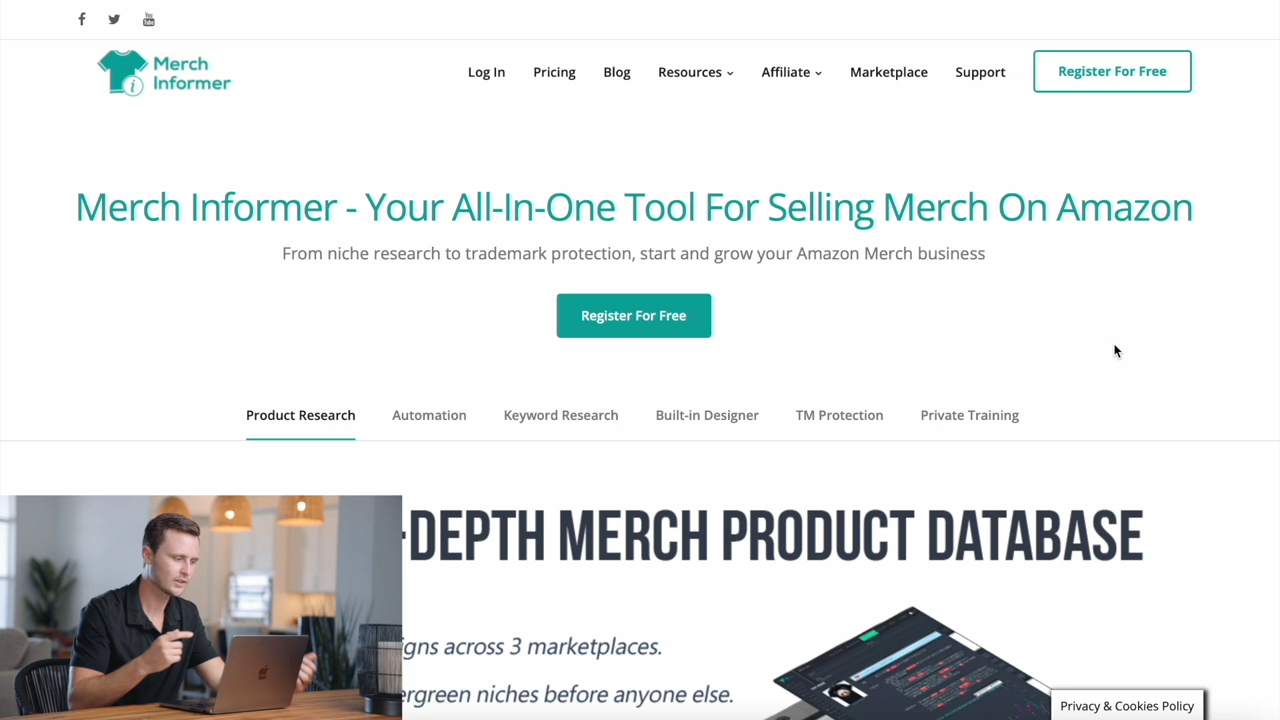 You
Tube
Merch
Informer
Log In
Pricing
Blog
Resources
Affiliate
Marketplace
Support
Register For Free
Merch Informer - Your All-In-One Tool For Selling Merch On Amazon
From niche research to trademark protection, start and grow your Amazon Merch business
Register For Free
Product Research
Automation
Keyword Research
Built-in Designer
TM Protection
Private Training
-DEPTH MERCH PRODUCT DATABASE
igns across 3 marketplaces.
ergreen niches before anyone else.
Privacy & Cookies Policy